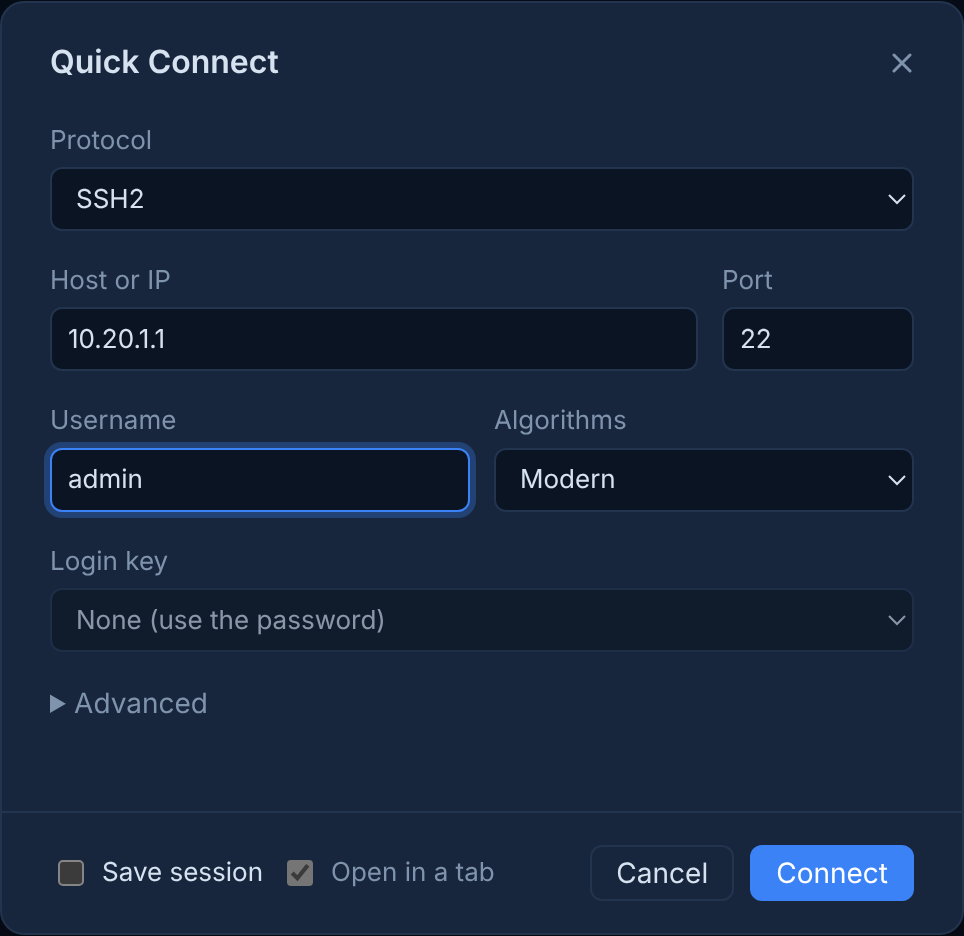 Quick Connect
Protocol
SSH2
Host or IP
Port
10.20.1.1
22
Username
Algorithms
admin
Modern
Login key
None (use the password)
Advanced
Save session
Open in a tab
Cancel
Connect